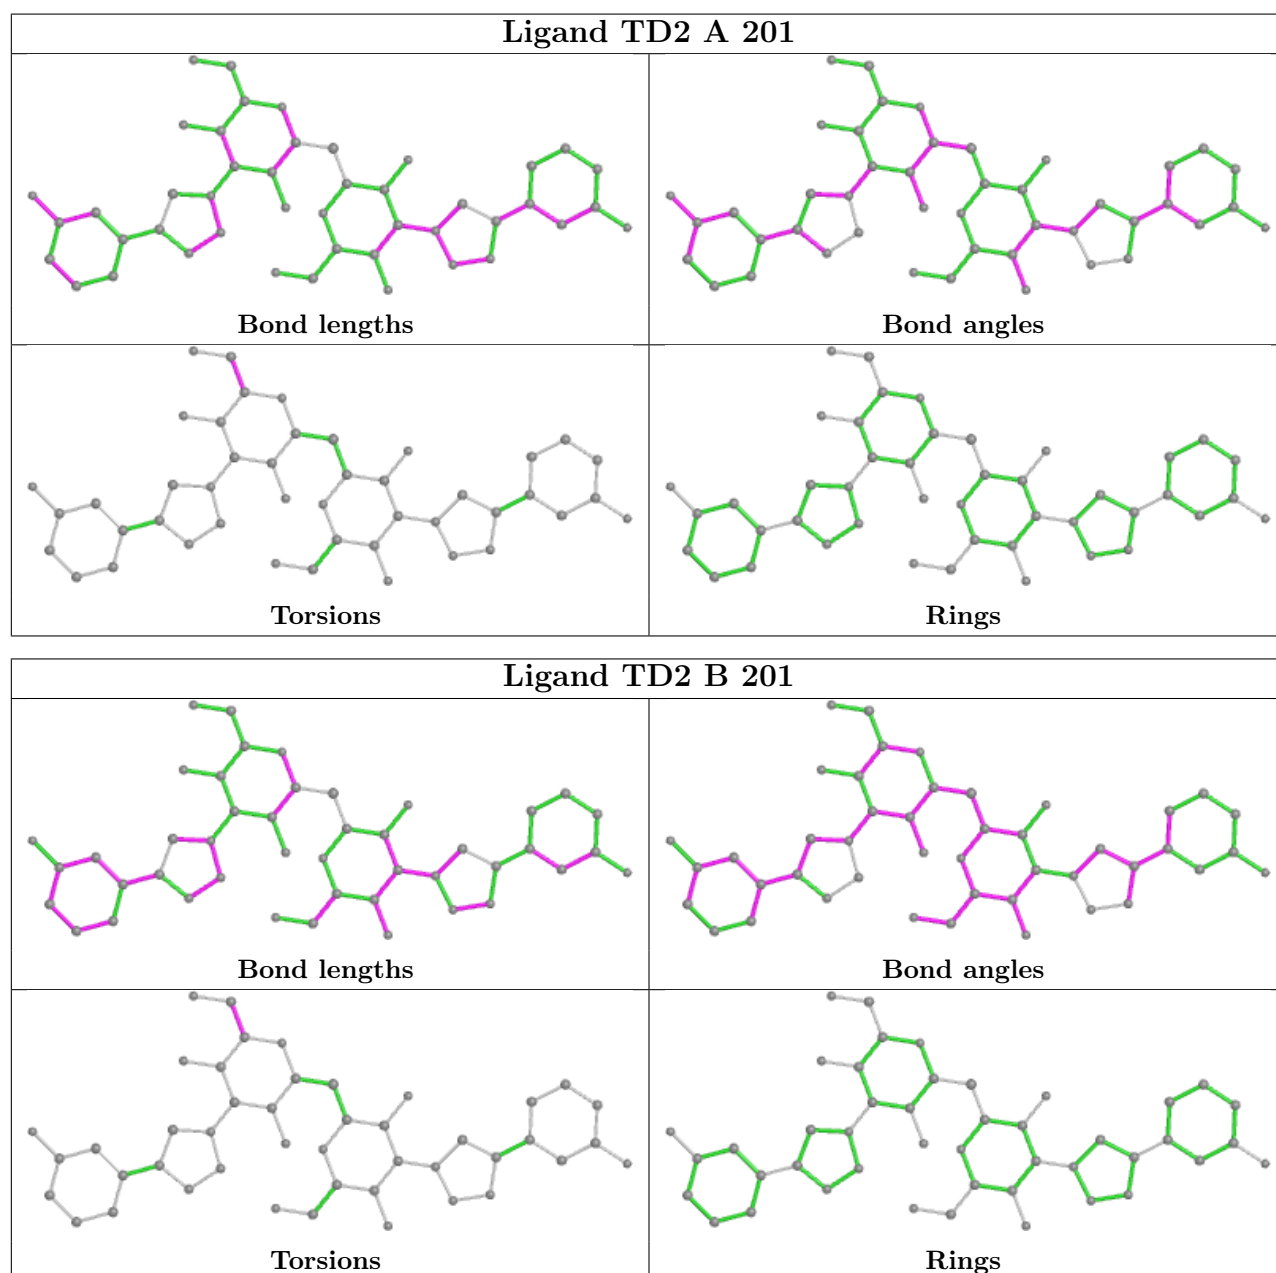 Ligand TD2 A 201
Bond lengths
Bond angles
Torsions
Rings
Ligand TD2 B 201
Bond lengths
Bond angles
Torsions
Rings